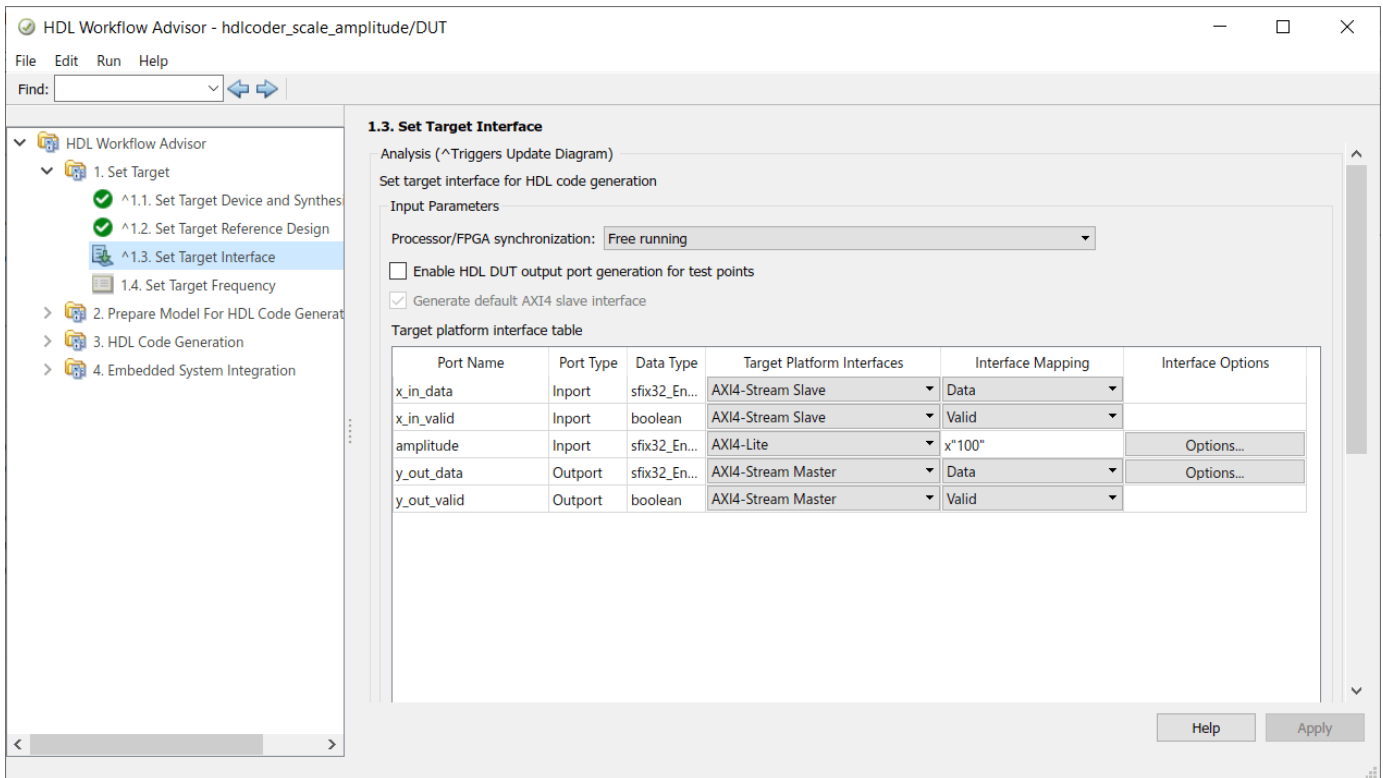 HDL Workflow Advisor - hdlcoder_scale_amplitude/DUT
File Edit Run Help
Find:
HDL Workflow Advisor
1. Set Target
^1.1. Set Target Device and Synthesi
^1.2. Set Target Reference Design
^1.3. Set Target Interface
1.4. Set Target Frequency
2. Prepare Model For HDL Code Generat
3. HDL Code Generation
4. Embedded System Integration
1.3. Set Target Interface
Analysis (^Triggers Update Diagram)
Set target interface for HDL code generation
Input Parameters
Processor/FPGA synchronization: Free running
Enable HDL DUT output port generation for test points
Generate default AXI4 slave interface
Target platform interface table
Port Name Port Type Data Type Target Platform Interfaces Interface Mapping Interface Options
x_in_data Inport sfix32_En... AXI4-Stream Slave Data
x_in_valid Inport boolean AXI4-Stream Slave Valid
amplitude Inport sfix32_En... AXI4-Lite x"100" Options...
y_out_data Outport sfix32_En... AXI4-Stream Master Data Options...
y_out_valid Outport boolean AXI4-Stream Master Valid
Help Apply